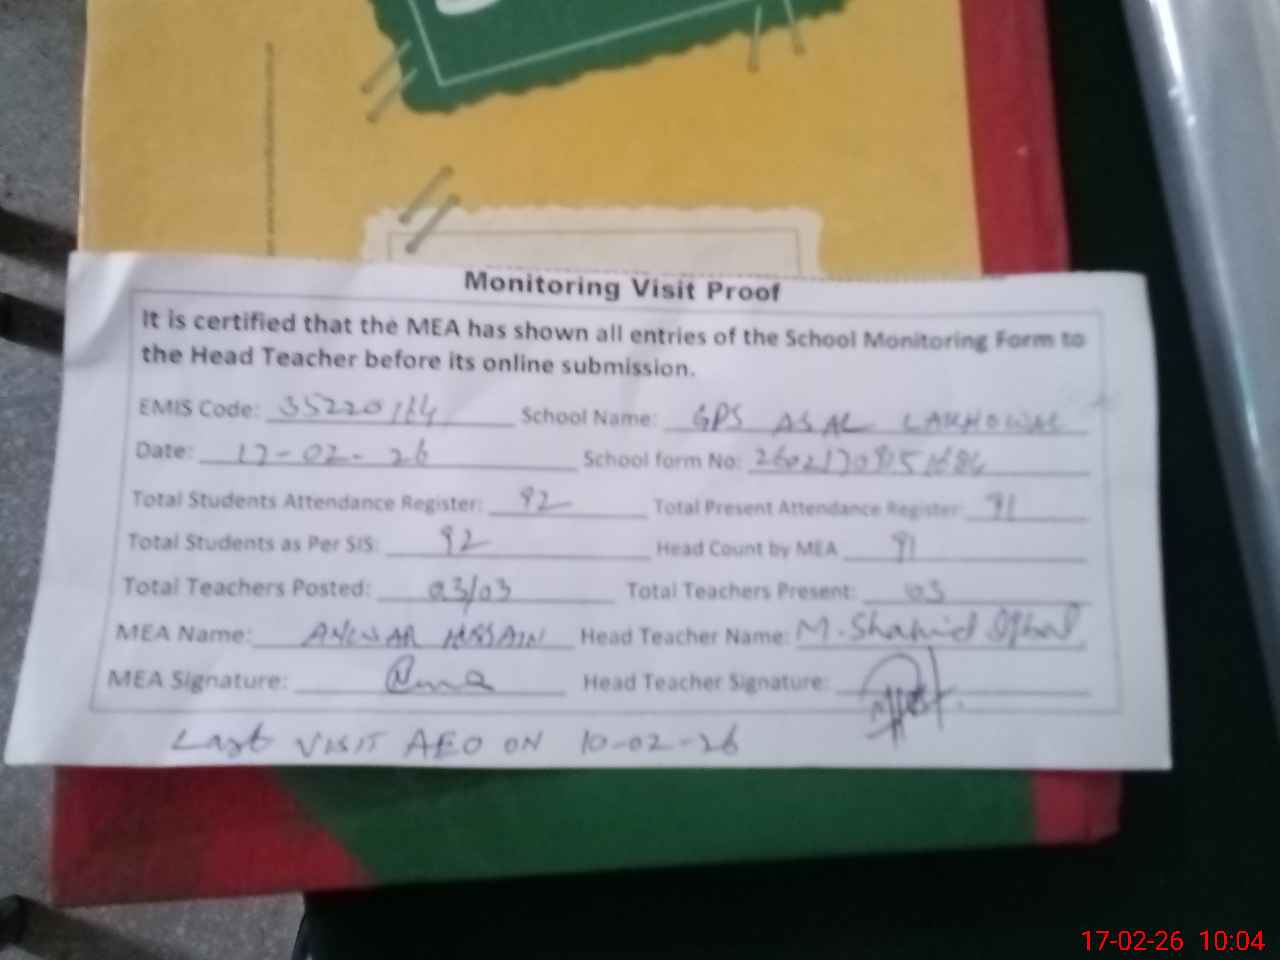 Monitoring Visit Proof
It is certified that the MEA has shown all entries of the School Monitoring Form to
the Head Teacher before its online submission.
EMIS Code: 35220164 School Name: GPS ASAL LAKHOWAL
Date: 17-02-26 School form No:
Total Students Attendance Register: 92 Total Present Attendance Register: 91
Total Students as Per SIS: 92 Head Count by MEA 91
Total Teachers Posted: 03/03 Total Teachers Present: 03
MEA Name: ANWAR HUSSAIN Head Teacher Name: M. Shahid Iqbal
MEA Signature: Head Teacher Signature:
Last VISIT AEO ON 10-02-26
17-02-26 10:04